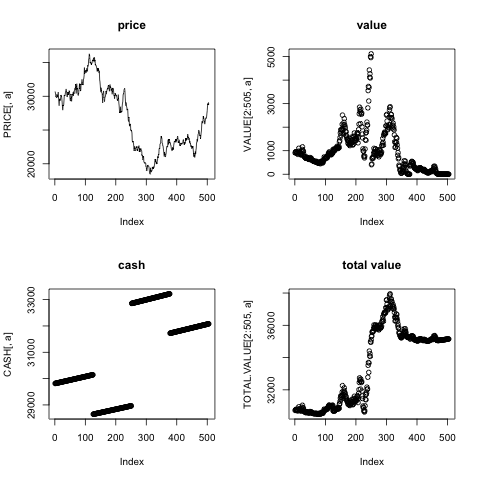 price
PRICE[, a]
20000 30000
0 100 200 300 400 500
Index
value
VALUE[2:505, a]
0 1000 3000 5000
0 100 200 300 400 500
Index
cash
CASH[, a]
29000 31000 33000
0 100 200 300 400 500
Index
total value
TOTAL.VALUE[2:505, a]
32000 36000
0 100 200 300 400 500
Index